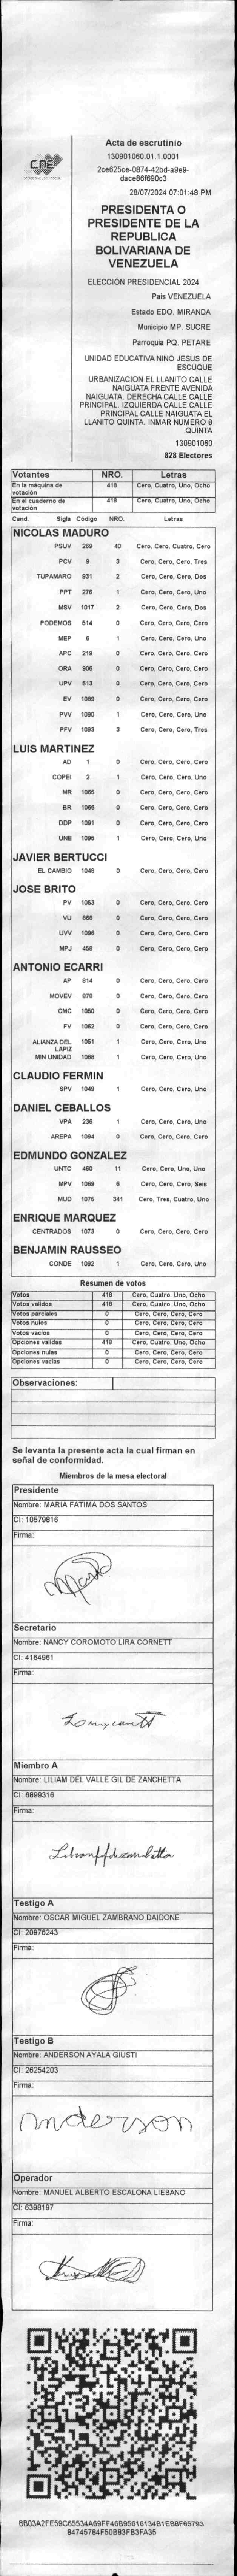 CNE
Acta de escrutinio
130901060.01.1.0001
2ce625ce-0874-42bd-a9e9-
dace86f690c3
28/07/2024 07:01:48 PM
PRESIDENTA O
PRESIDENTE DE LA
REPUBLICA
BOLIVARIANA DE
VENEZUELA
ELECCIÓN PRESIDENCIAL 2024
Pais VENEZUELA
Estado EDO. MIRANDA
Municipio MP. SUCRE
Parroquia PQ. PETARE
UNIDAD EDUCATIVA NINO JESUS DE
ESCUQUE
URBANIZACION EL LLANITO CALLE
NAIGUATA FRENTE AVENIDA
NAIGUATA. DERECHA CALLE CALLE
PRINCIPAL. IZQUIERDA CALLE CALLE
PRINCIPAL CALLE NAIGUATA EL
LLANITO QUINTA. INMAR NUMERO 8
QUINTA
130901060
828 Electores
Votantes NRO. Letras
En la máquina de votación 418 Cero, Cuatro, Uno, Ocho
En el cuaderno de votación 418 Cero, Cuatro, Uno, Ocho
Cand. Sigla Código NRO. Letras
NICOLAS MADURO
PSUV 269 40 Cero, Cero, Cuatro, Cero
PCV 9 3 Cero, Cero, Cero, Tres
TUPAMARO 931 2 Cero, Cero, Cero, Dos
PPT 276 1 Cero, Cero, Cero, Uno
MSV 1017 2 Cero, Cero, Cero, Dos
PODEMOS 514 0 Cero, Cero, Cero, Cero
MEP 6 1 Cero, Cero, Cero, Uno
APC 219 0 Cero, Cero, Cero, Cero
ORA 906 0 Cero, Cero, Cero, Cero
UPV 613 0 Cero, Cero, Cero, Cero
EV 1089 0 Cero, Cero, Cero, Cero
PVV 1090 1 Cero, Cero, Cero, Uno
PFV 1093 3 Cero, Cero, Cero, Tres
LUIS MARTINEZ
AD 1 0 Cero, Cero, Cero, Cero
COPEI 2 1 Cero, Cero, Cero, Uno
MR 1065 0 Cero, Cero, Cero, Cero
BR 1066 0 Cero, Cero, Cero, Cero
DDP 1091 0 Cero, Cero, Cero, Cero
UNE 1095 1 Cero, Cero, Cero, Uno
JAVIER BERTUCCI
EL CAMBIO 1048 0 Cero, Cero, Cero, Cero
JOSE BRITO
PV 1053 0 Cero, Cero, Cero, Cero
VU 868 0 Cero, Cero, Cero, Cero
UVV 1096 0 Cero, Cero, Cero, Cero
MPJ 458 0 Cero, Cero, Cero, Cero
ANTONIO ECARRI
AP 814 0 Cero, Cero, Cero, Cero
MOVEV 676 0 Cero, Cero, Cero, Cero
CMC 1050 0 Cero, Cero, Cero, Cero
FV 1062 0 Cero, Cero, Cero, Cero
ALIANZA DEL LAPIZ 1051 1 Cero, Cero, Cero, Uno
MIN UNIDAD 1088 1 Cero, Cero, Cero, Uno
CLAUDIO FERMIN
SPV 1049 1 Cero, Cero, Cero, Uno
DANIEL CEBALLOS
VPA 236 1 Cero, Cero, Cero, Uno
AREPA 1094 0 Cero, Cero, Cero, Cero
EDMUNDO GONZALEZ
UNTC 460 11 Cero, Cero, Uno, Uno
MPV 1069 6 Cero, Cero, Cero, Seis
MUD 1075 341 Cero, Tres, Cuatro, Uno
ENRIQUE MARQUEZ
CENTRADOS 1073 0 Cero, Cero, Cero, Cero
BENJAMIN RAUSSEO
CONDE 1092 1 Cero, Cero, Cero, Uno
Resumen de votos
Votos 418 Cero, Cuatro, Uno, Ocho
Votos validos 418 Cero, Cuatro, Uno, Ocho
Votos parciales 0 Cero, Cero, Cero, Cero
Votos nulos 0 Cero, Cero, Cero, Cero
Votos vacios 0 Cero, Cero, Cero, Cero
Opciones validas 418 Cero, Cuatro, Uno, Ocho
Opciones nulas 0 Cero, Cero, Cero, Cero
Opciones vacias 0 Cero, Cero, Cero, Cero
Observaciones:
Se levanta la presente acta la cual firman en
señal de conformidad.
Miembros de la mesa electoral
Presidente
Nombre: MARIA FATIMA DOS SANTOS
CI: 10579816
Firma:
Secretario
Nombre: NANCY COROMOTO LIRA CORNETT
CI: 4164961
Firma:
Miembro A
Nombre: LILIAM DEL VALLE GIL DE ZANCHETTA
CI: 6899316
Firma:
Testigo A
Nombre: OSCAR MIGUEL ZAMBRANO DAIDONE
CI: 20976243
Firma:
Testigo B
Nombre: ANDERSON AYALA GIUSTI
CI: 26254203
Firma:
anderson
Operador
Nombre: MANUEL ALBERTO ESCALONA LIEBANO
CI: 6398197
Firma:
8B03A2FE59C65534A69FF46B95616134B1EB8F65793
84745784F50B83FB3FA35